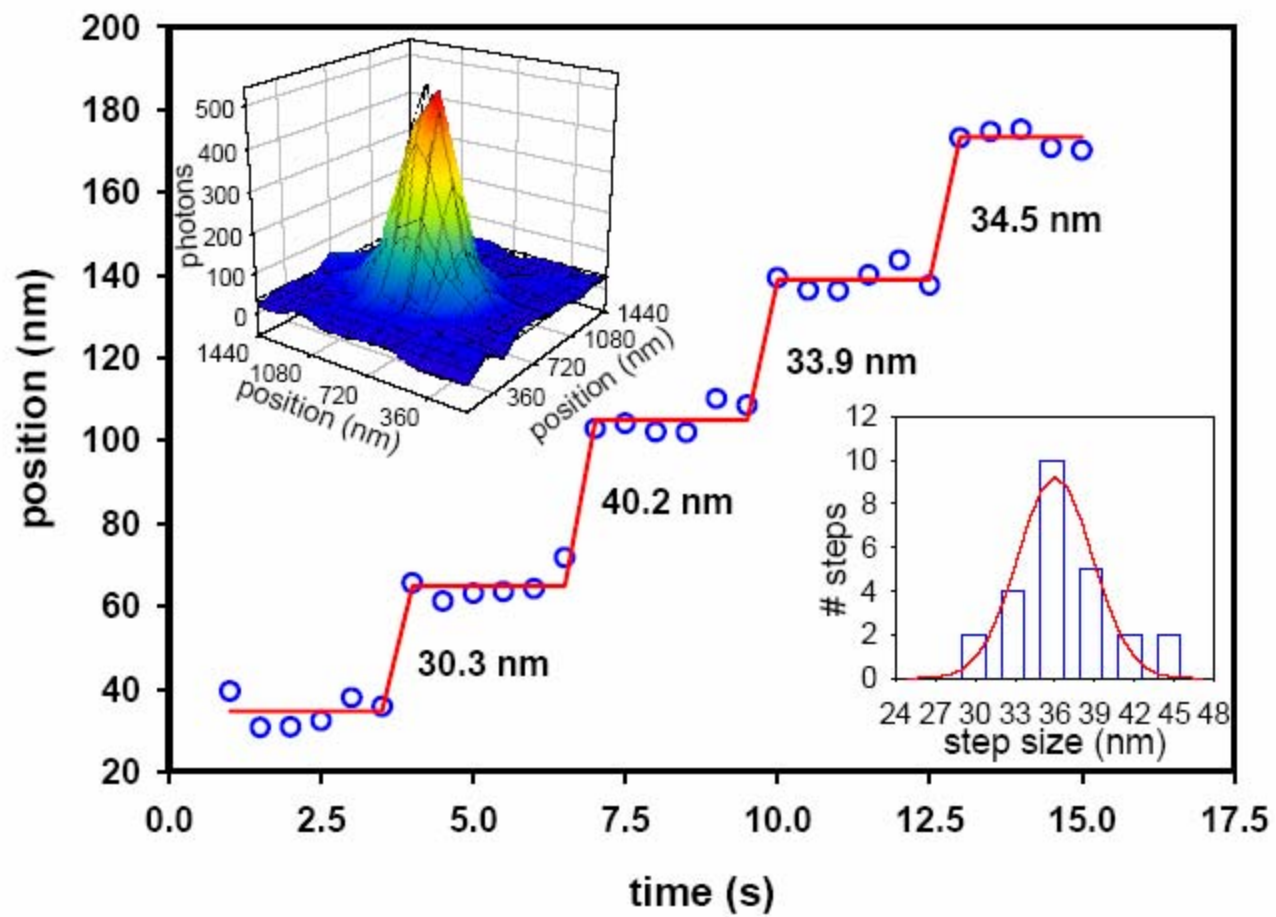 200
180
160
140
120
100
80
60
40
20
position (nm)
0.0 2.5 5.0 7.5 10.0 12.5 15.0 17.5
time (s)
500
400
300
200
100
0
photons
1440
1080
720
360
position (nm)
360
720
1080
1440
position (nm)
30.3 nm
40.2 nm
33.9 nm
34.5 nm
12
10
8
6
4
2
0
# steps
24 27 30 33 36 39 42 45 48
step size (nm)